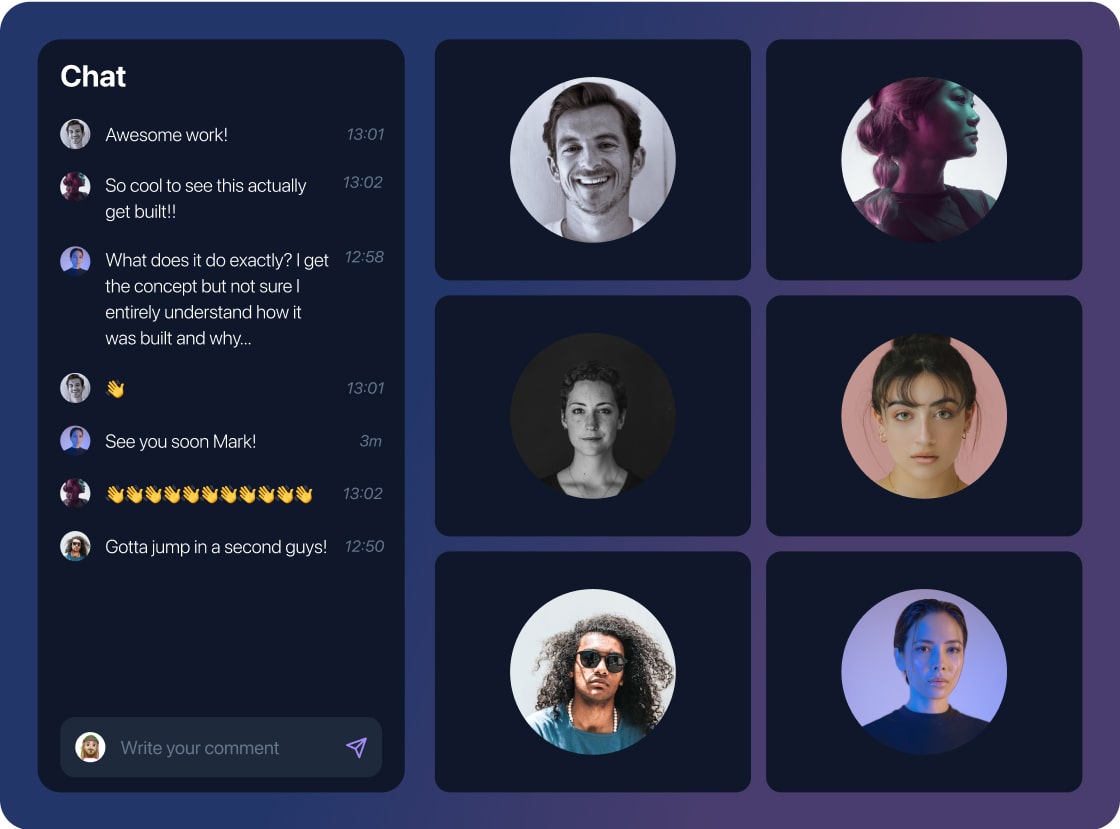 Chat
Awesome work! 13:01
So cool to see this actually 13:02
get built!!
What does it do exactly? I get 12:58
the concept but not sure I
entirely understand how it
was built and why...
👋 13:01
See you soon Mark! 3m
👋👋👋👋👋👋👋👋👋👋👋 13:02
Gotta jump in a second guys! 12:50
Write your comment